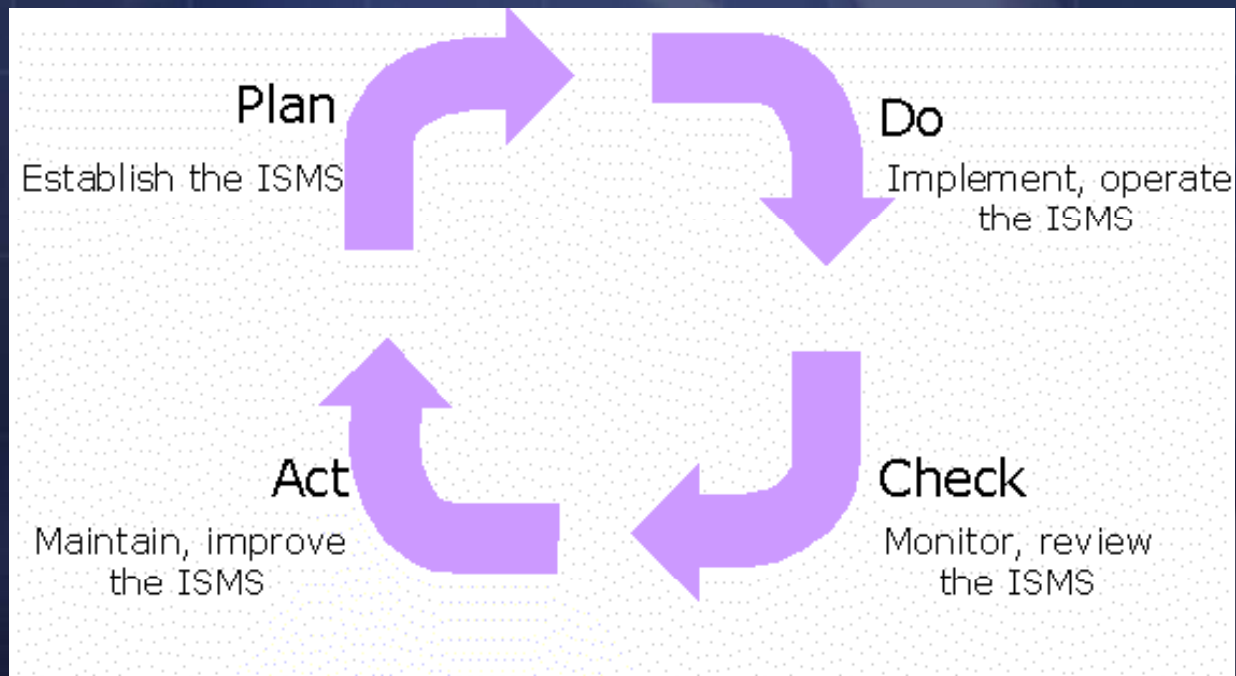 Plan
Establish the ISMS
Do
Implement, operate
the ISMS
Check
Monitor, review
the ISMS
Act
Maintain, improve
the ISMS